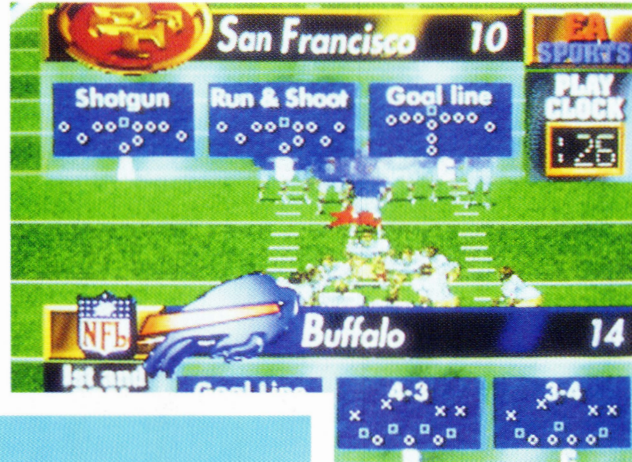 San Francisco 10
EA
SPORTS
Shotgun Run & Shoot Goal line
PLAY
CLOCK
:26
A C
NFL
Buffalo 14
1st and
Goal Line 4-3 3-4
B C